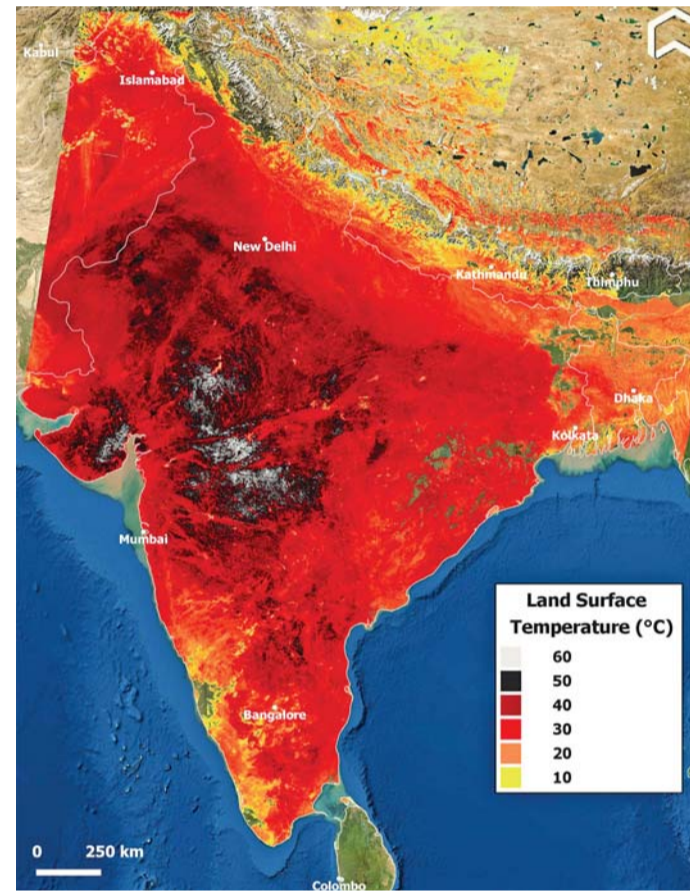 Kabul
Islamabad
New Delhi
Kathmandu
Thimphu
Dhaka
Kolkata
Mumbai
Land Surface
Temperature (°C)
60
50
40
30
20
10
Bangalore
0 250 km
Colombo